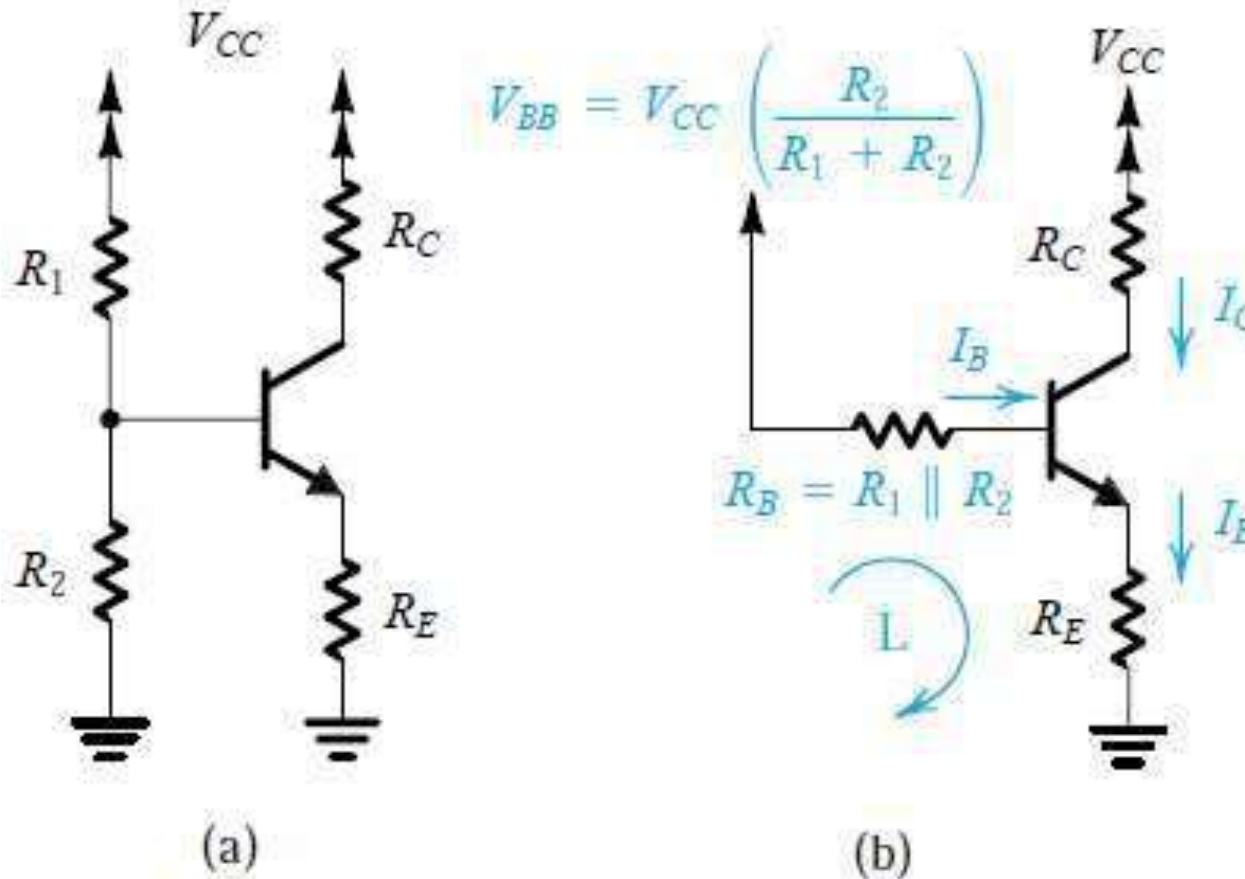 V_CC
R_1
R_C
R_2
R_E
(a)
V_BB = V_CC ( R_2 / (R_1 + R_2) )
V_CC
R_C
I_B
R_B = R_1 || R_2
L
R_E
(b)